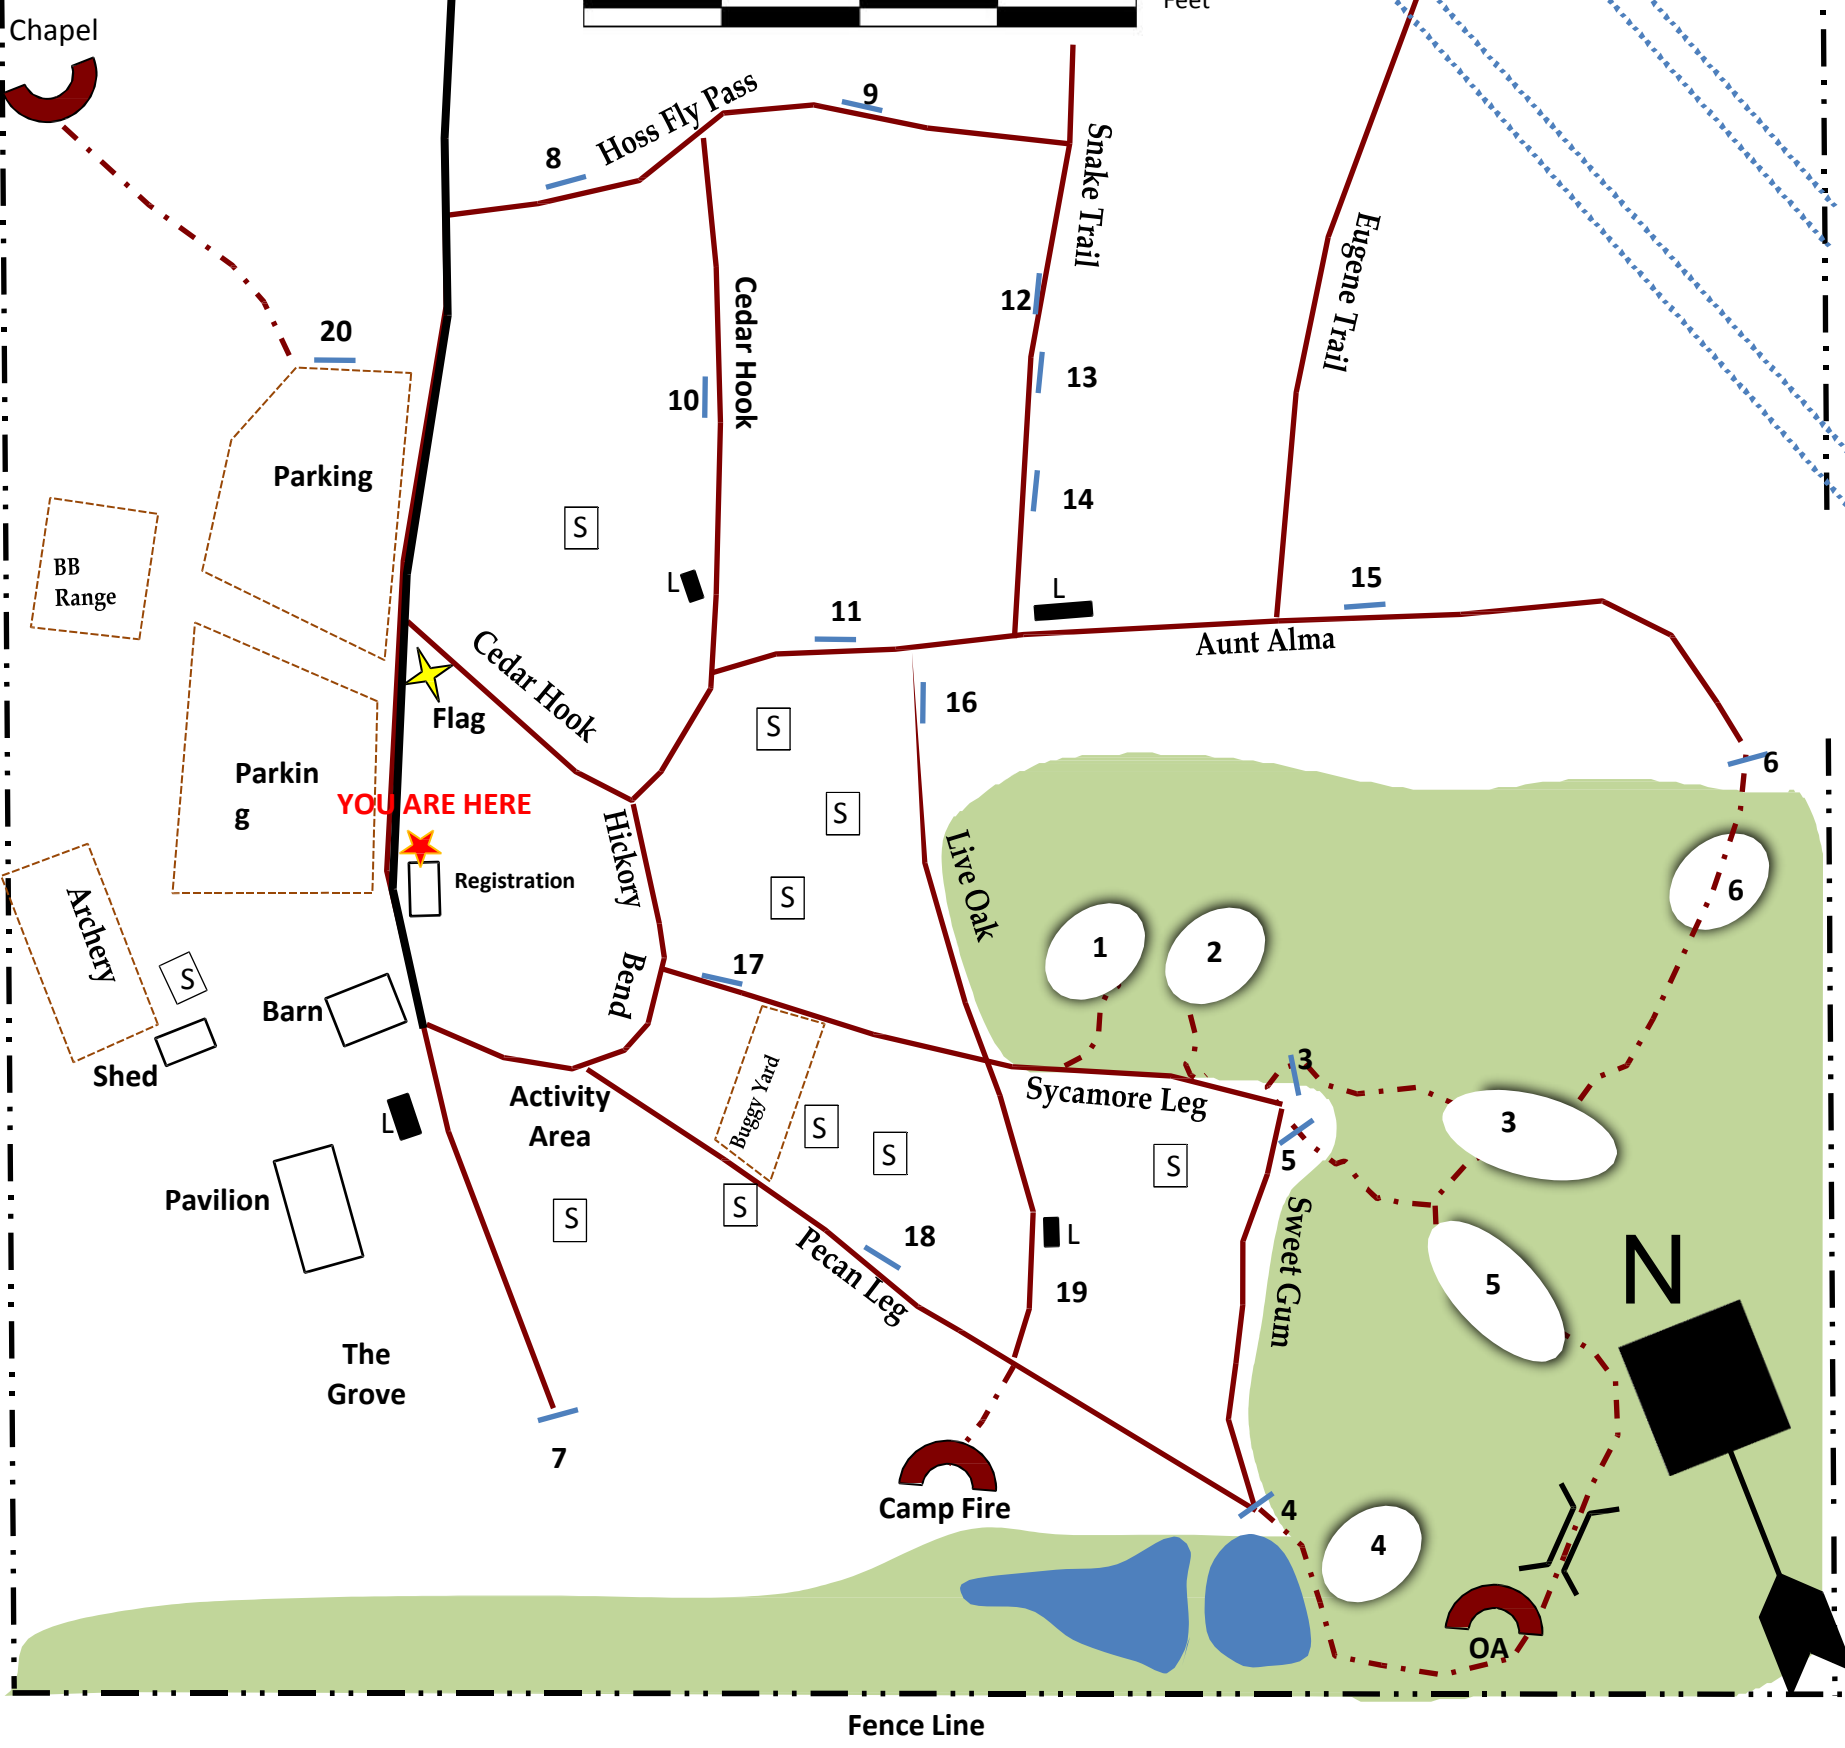 Feet
Chapel
Hoss Fly Pass
9
8
Snake Trail
Eugene Trail
Cedar Hook
12
20
13
10
Parking
14
S
BB
Range
L
L
15
11
Aunt Alma
Cedar Hook
16
Flag
S
6
Parkin
g
YOU ARE HERE
S
Hickory
Live Oak
Registration
S
6
Archery
1
2
17
S
Bend
Barn
3
Shed
Buggy Yard
Sycamore Leg
Activity
Area
L
S
S
3
5
S
Pavilion
S
S
18
L
Pecan Leg
Sweet Gum
N
5
19
The
Grove
7
Camp Fire
4
4
OA
Fence Line